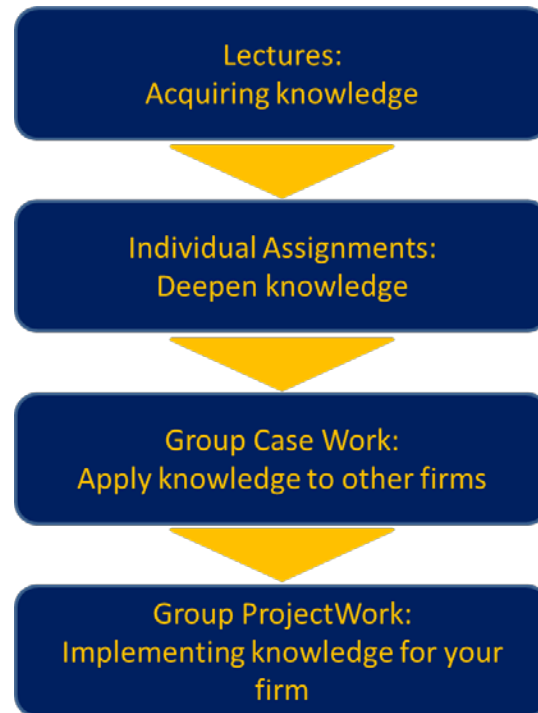 Lectures:
Acquiring knowledge
Individual Assignments:
Deepen knowledge
Group Case Work:
Apply knowledge to other firms
Group ProjectWork:
Implementing knowledge for your
firm